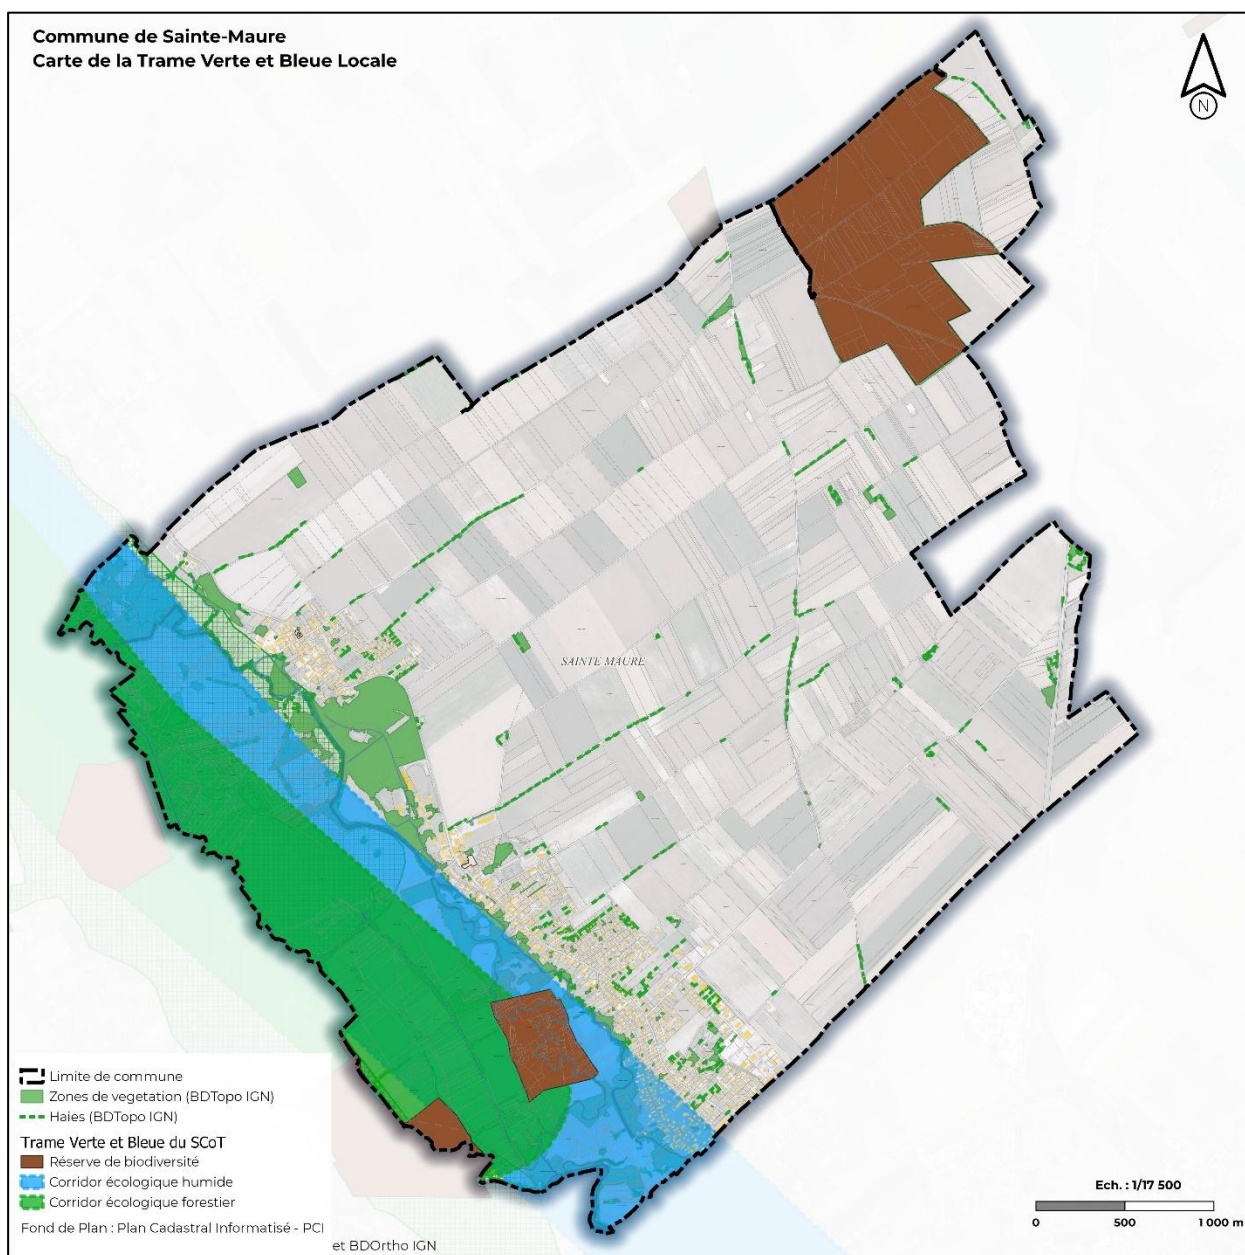 Commune de Sainte-Maure
Carte de la Trame Verte et Bleue Locale
N
SAINTE MAURE
Limite de commune
Zones de vegetation (BDTopo IGN)
Haies (BDTopo IGN)
Trame Verte et Bleue du SCoT
Réserve de biodiversité
Corridor écologique humide
Corridor écologique forestier
Fond de Plan : Plan Cadastral Informatisé - PCI
et BDOrtho IGN
Ech. : 1/17 500
0 500 1 000 m